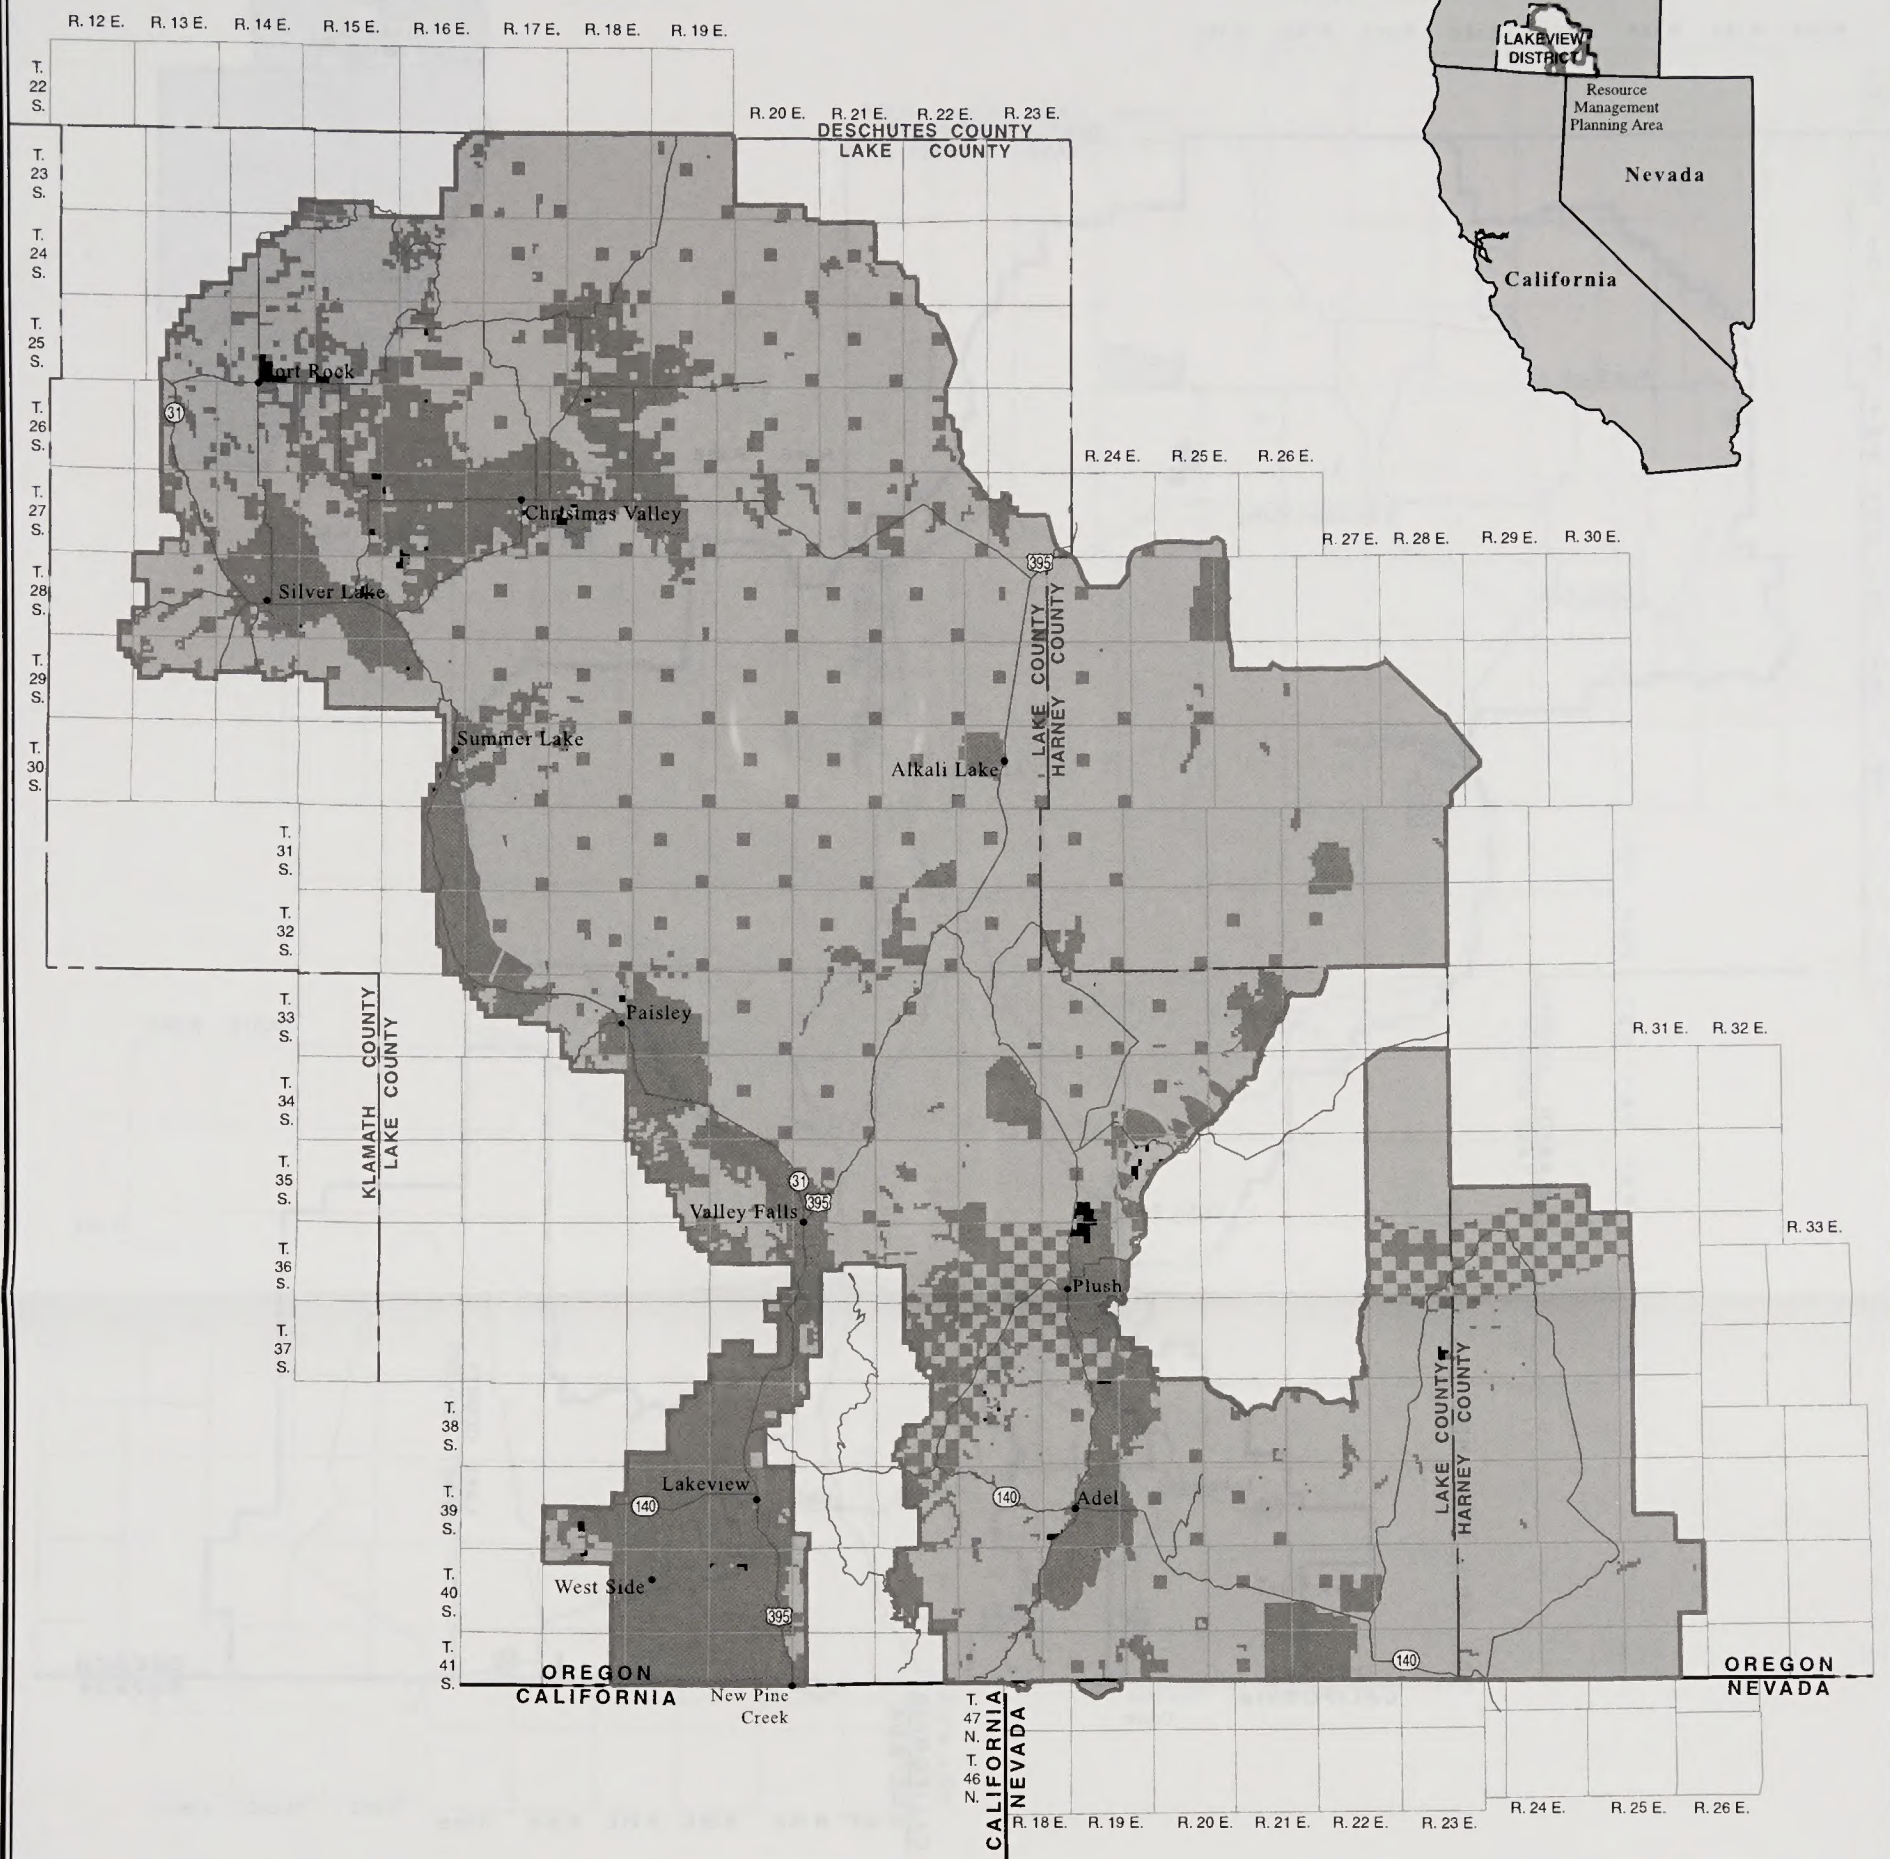 R. 12 E. R. 13 E. R. 14 E. R. 15 E. R. 16 E. R. 17 E. R. 18 E. R. 19 E.
LAKEVIEW
DISTRICT
Resource
Management
Planning Area
Nevada
California
T.
22
S.
R. 20 E. R. 21 E. R. 22 E. R. 23 E.
DESCHUTES COUNTY
LAKE COUNTY
T.
23
S.
T.
24
S.
T.
25
S.
ort Rock
31
T.
26
S.
R. 24 E. R. 25 E. R. 26 E.
T.
27
S.
Christmas Valley
R. 27 E. R. 28 E. R. 29 E. R. 30 E.
395
T.
28
S.
Silver Lake
LAKE COUNTY
HARNEY COUNTY
T.
29
S.
Summer Lake
Alkali Lake
T.
30
S.
T.
31
S.
T.
32
S.
KLAMATH COUNTY
LAKE COUNTY
T.
33
S.
Paisley
R. 31 E. R. 32 E.
T.
34
S.
T.
35
S.
31
395
Valley Falls
R. 33 E.
T.
36
S.
Plush
T.
37
S.
LAKE COUNTY
HARNEY COUNTY
T.
38
S.
Lakeview
140
140
Adel
T.
39
S.
West Side
T.
40
S.
395
T.
41
S.
140
OREGON
CALIFORNIA
New Pine
Creek
OREGON
NEVADA
T.
47
N.
T.
46
N.
CALIFORNIA
NEVADA
R. 18 E. R. 19 E. R. 20 E. R. 21 E. R. 22 E. R. 23 E. R. 24 E. R. 25 E. R. 26 E.